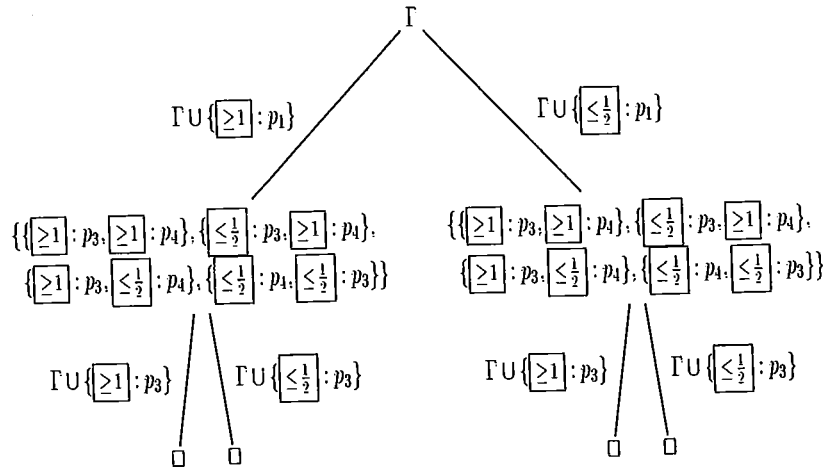 Γ
Γ∪{≥1 : p₁} Γ∪{≤½ : p₁}
{{≥1 : p₃, ≥1 : p₄}, {≤½ : p₃, ≥1 : p₄}, {{≥1 : p₃, ≥1 : p₄}, {≤½ : p₃, ≥1 : p₄},
{≥1 : p₃, ≤½ : p₄}, {≤½ : p₄, ≤½ : p₃}} {≥1 : p₃, ≤½ : p₄}, {≤½ : p₄, ≤½ : p₃}}
Γ∪{≥1 : p₃} Γ∪{≤½ : p₃} Γ∪{≥1 : p₃} Γ∪{≤½ : p₃}
□ □ □ □